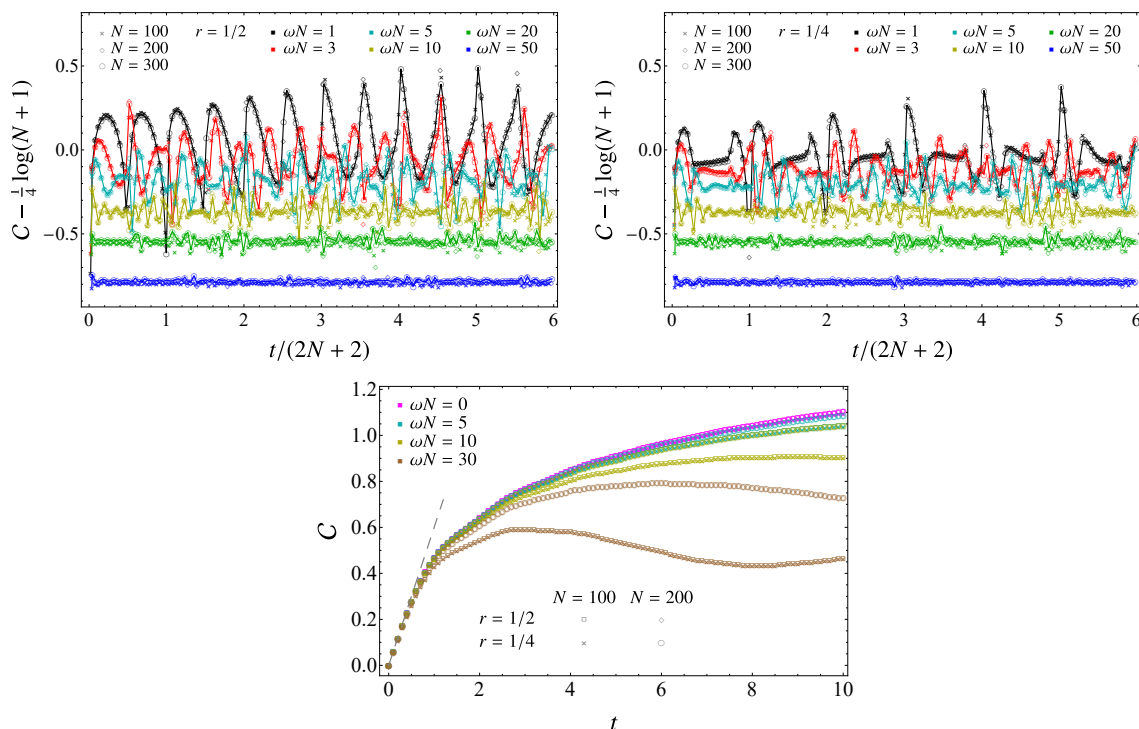 N = 100 r = 1/2 ωN = 1 ωN = 5 ωN = 20
N = 200 ωN = 3 ωN = 10 ωN = 50
N = 300
C − 1/4 log(N + 1)
0.5
0.0
−0.5
0 1 2 3 4 5 6
t/(2N + 2)
N = 100 r = 1/4 ωN = 1 ωN = 5 ωN = 20
N = 200 ωN = 3 ωN = 10 ωN = 50
N = 300
C − 1/4 log(N + 1)
0.5
0.0
−0.5
0 1 2 3 4 5 6
t/(2N + 2)
ωN = 0
ωN = 5
ωN = 10
ωN = 30
C
1.2
1.0
0.8
0.6
0.4
0.2
0.0
N = 100 N = 200
r = 1/2
r = 1/4
0 2 4 6 8 10
t